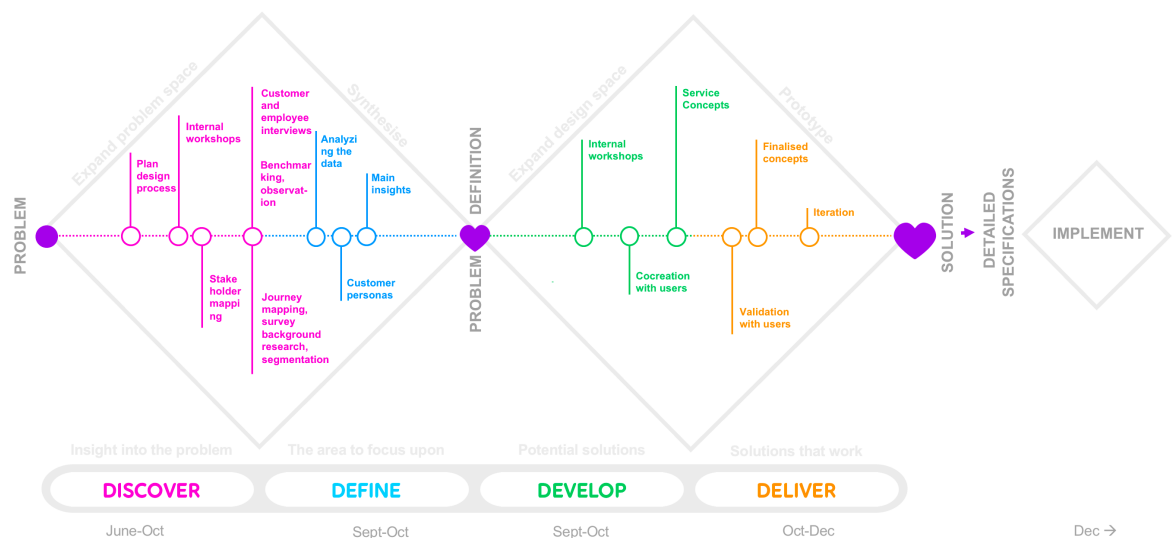 PROBLEM
Expand problem space
Synthesise
Plan
design
process
Internal
workshops
Stake
holder
mappi
ng
Customer
and
employee
interviews
Benchmar
king,
observat-
ion
Journey
mapping,
survey
background
research,
segmentation
Analyzi
ng the
data
Customer
personas
Main
insights
PROBLEM DEFINITION
Expand design space
Prototype
Internal
workshops
Cocreation
with users
Service
Concepts
Validation
with users
Finalised
concepts
Iteration
SOLUTION
DETAILED
SPECIFICATIONS
IMPLEMENT
Insight into the problem
The area to focus upon
Potential solutions
Solutions that work
DISCOVER
DEFINE
DEVELOP
DELIVER
June-Oct
Sept-Oct
Sept-Oct
Oct-Dec
Dec →